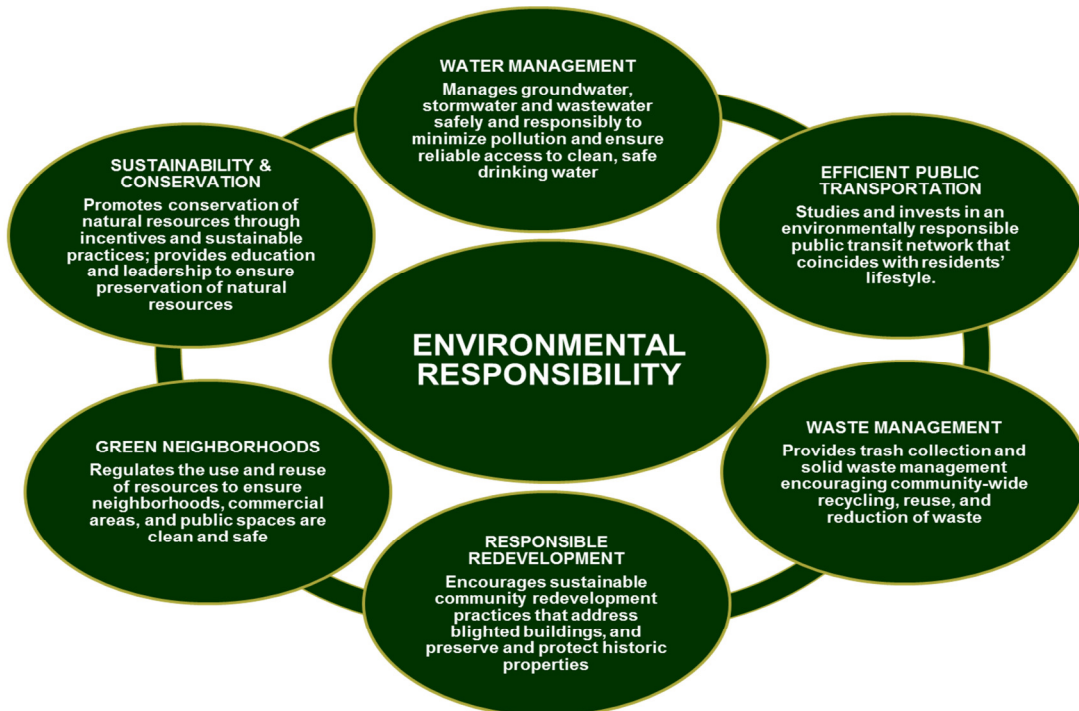 WATER MANAGEMENT
Manages groundwater,
stormwater and wastewater
safely and responsibly to
minimize pollution and ensure
reliable access to clean, safe
drinking water
EFFICIENT PUBLIC
TRANSPORTATION
Studies and invests in an
environmentally responsible
public transit network that
coincides with residents’
lifestyle.
WASTE MANAGEMENT
Provides trash collection and
solid waste management
encouraging community-wide
recycling, reuse, and
reduction of waste
RESPONSIBLE
REDEVELOPMENT
Encourages sustainable
community redevelopment
practices that address
blighted buildings, and
preserve and protect historic
properties
GREEN NEIGHBORHOODS
Regulates the use and reuse
of resources to ensure
neighborhoods, commercial
areas, and public spaces are
clean and safe
SUSTAINABILITY &
CONSERVATION
Promotes conservation of
natural resources through
incentives and sustainable
practices; provides education
and leadership to ensure
preservation of natural
resources
ENVIRONMENTAL
RESPONSIBILITY